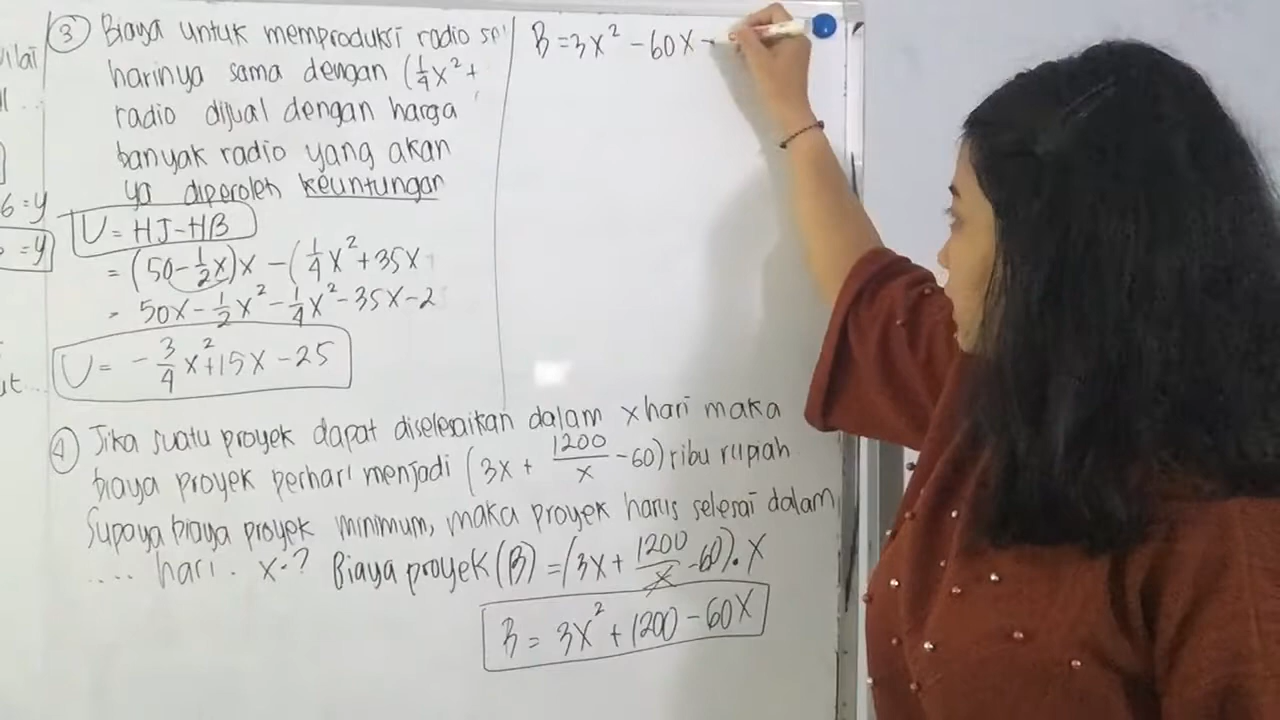 ilai
6 = y
= y
③ Biaya untuk memproduksi radio
harinya sama dengan (1/4x² +
radio dijual dengan harga
banyak radio yang akan
ya diperoleh keuntungan
U = HJ - HB
= (50 - 1/2x)x - (1/4x² + 35x
= 50x - 1/2x² - 1/4x² - 35x - 2
U = -3/4x² + 15x - 25
B = 3x² - 60x
④ Jika suatu proyek dapat diselesaikan dalam x hari maka
biaya proyek perhari menjadi (3x + 1200/x - 60) ribu rupiah
Supaya biaya proyek minimum, maka proyek harus selesai dalam
.... hari. x = ? Biaya proyek (B) = (3x + 1200/x - 60) . x
B = 3x² + 1200 - 60x